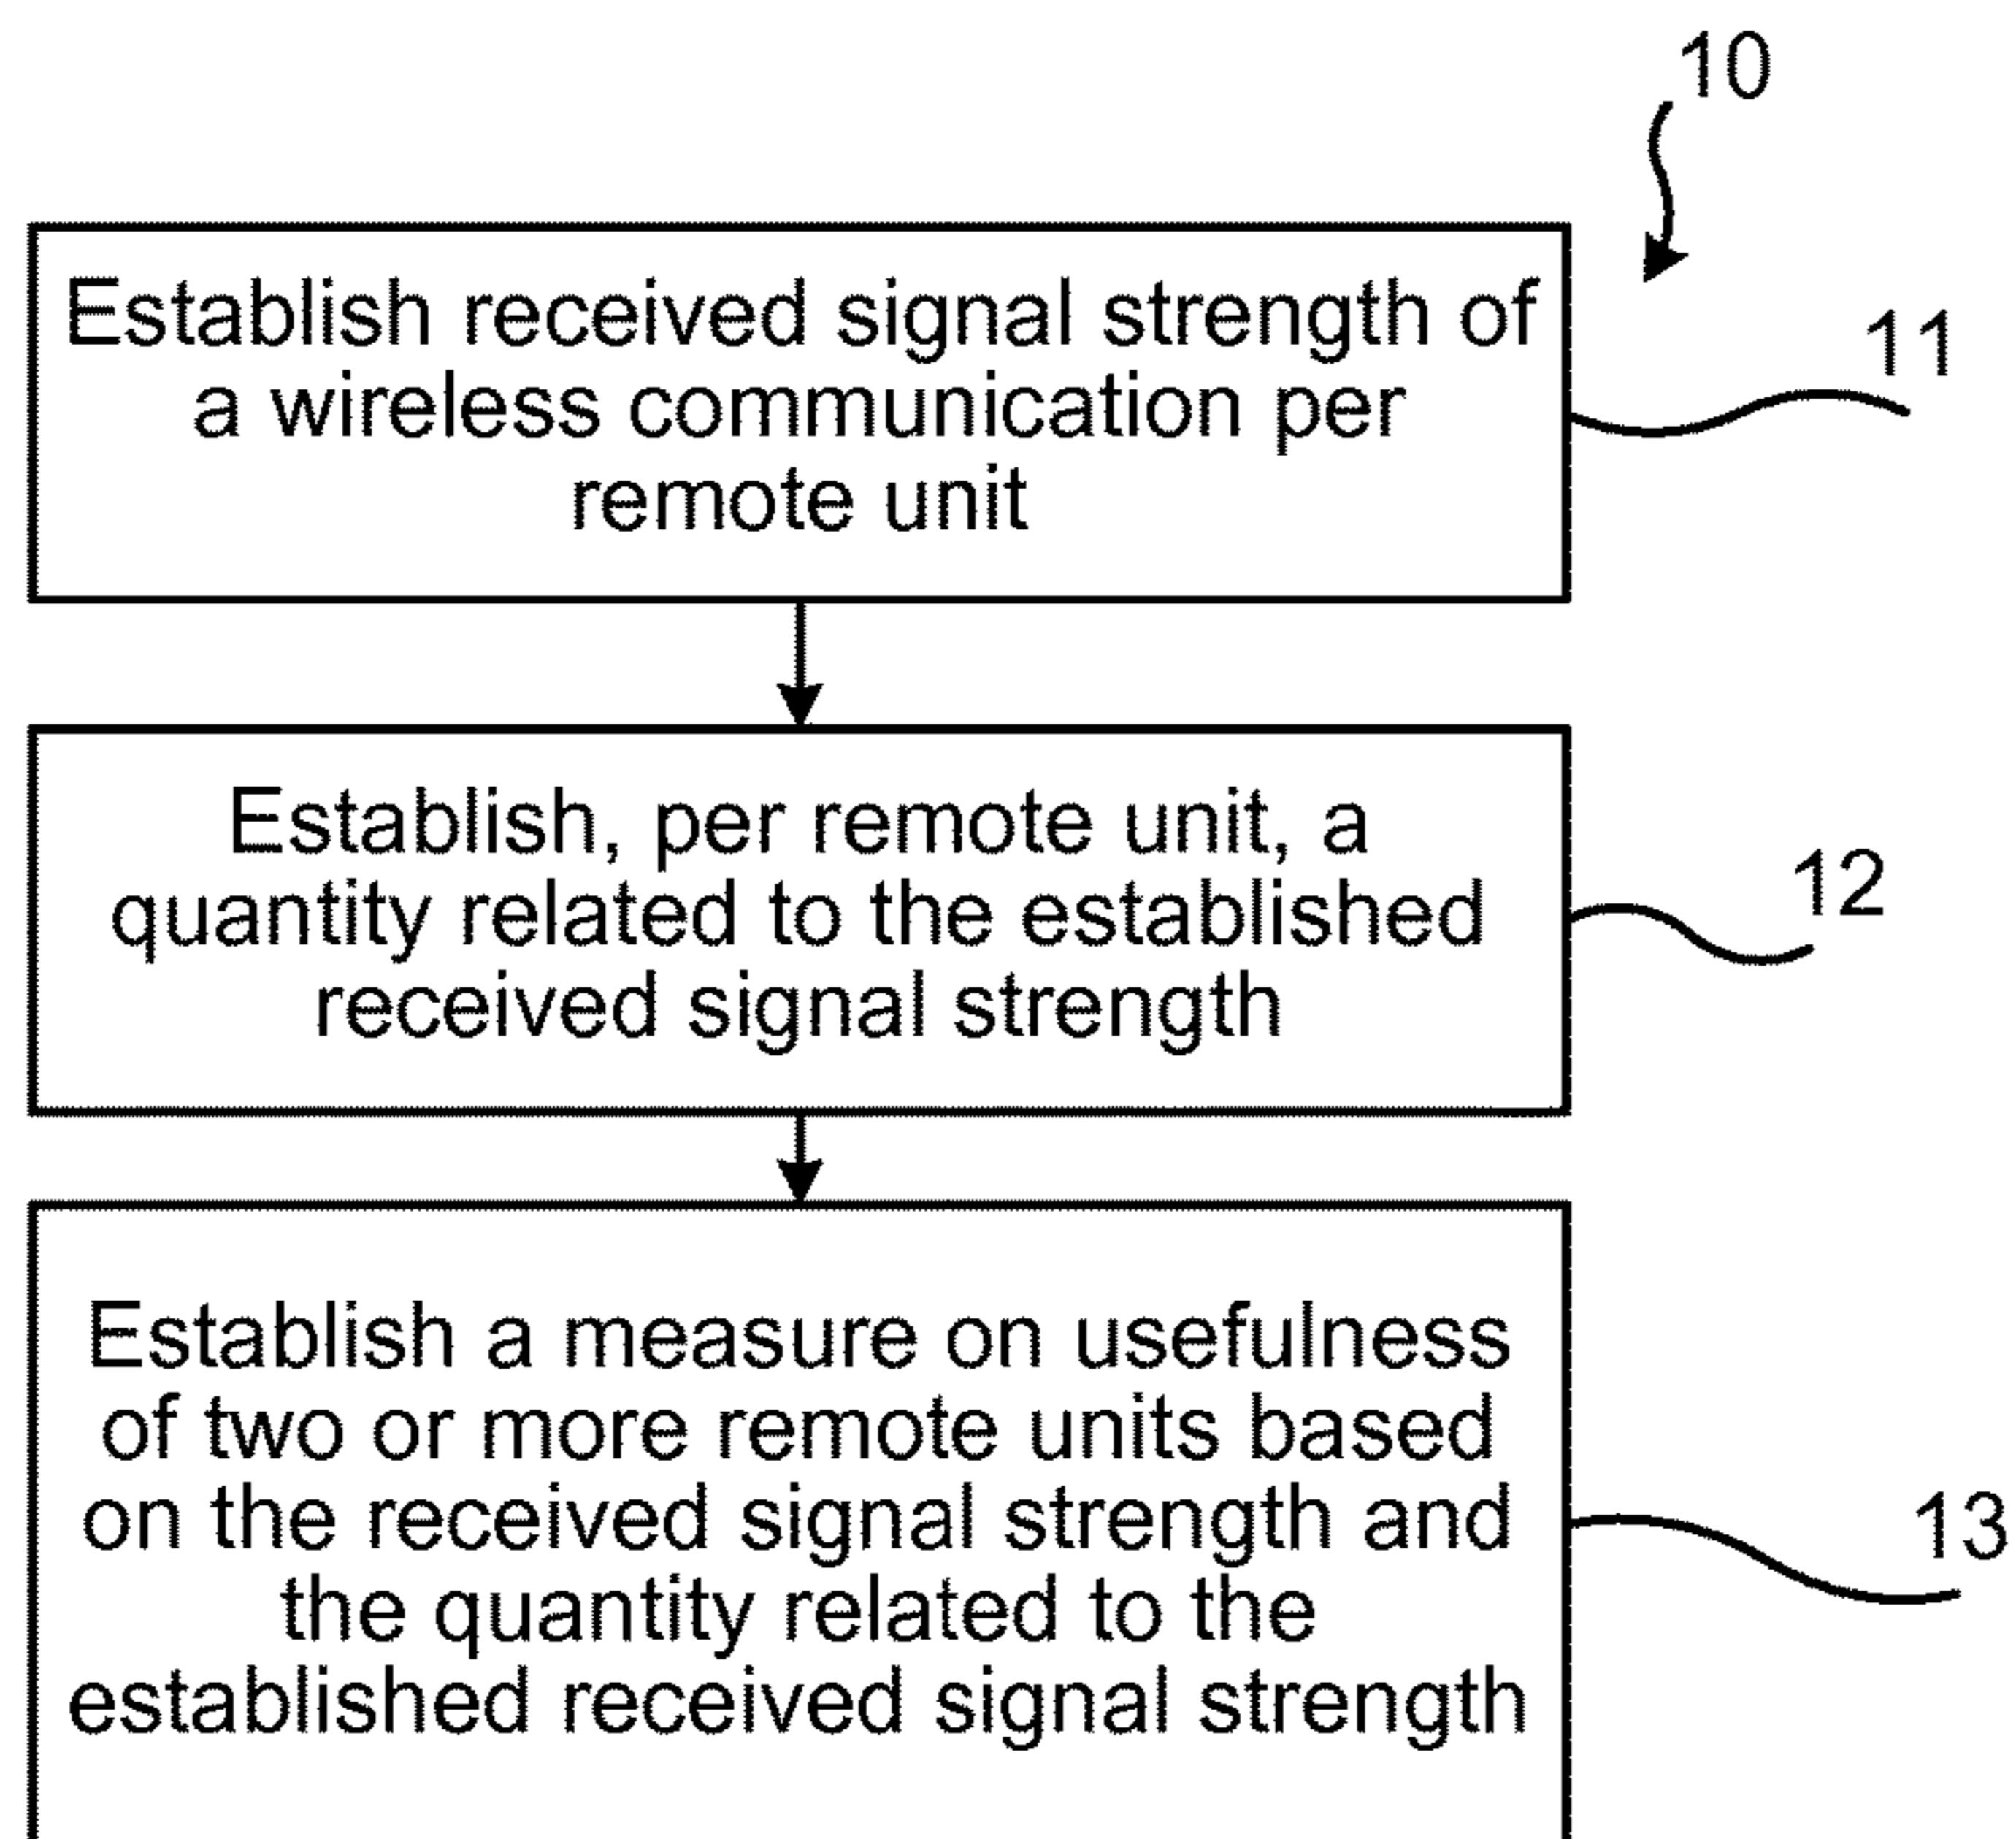 10
Establish received signal strength of
a wireless communication per
remote unit
11
Establish, per remote unit, a
quantity related to the established
received signal strength
12
Establish a measure on usefulness
of two or more remote units based
on the received signal strength and
the quantity related to the
established received signal strength
13